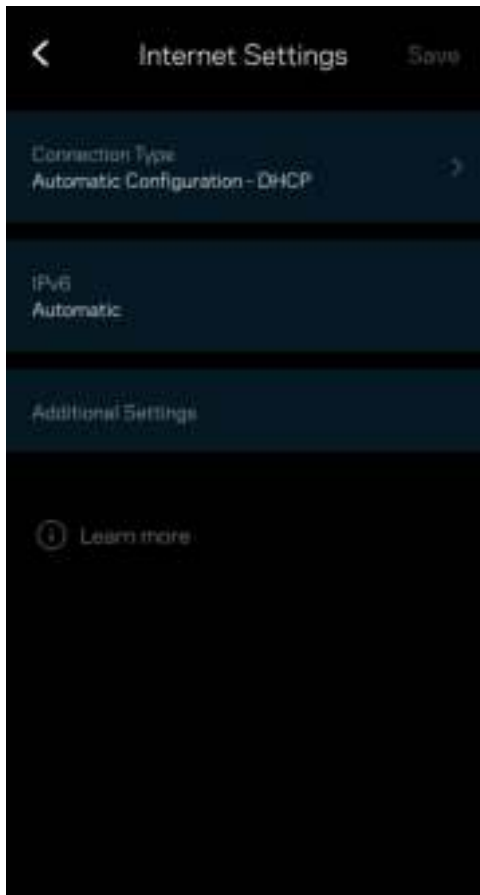 Internet Settings
Save
Connection Type
Automatic Configuration - DHCP
IPv6
Automatic
Additional Settings
Learn more